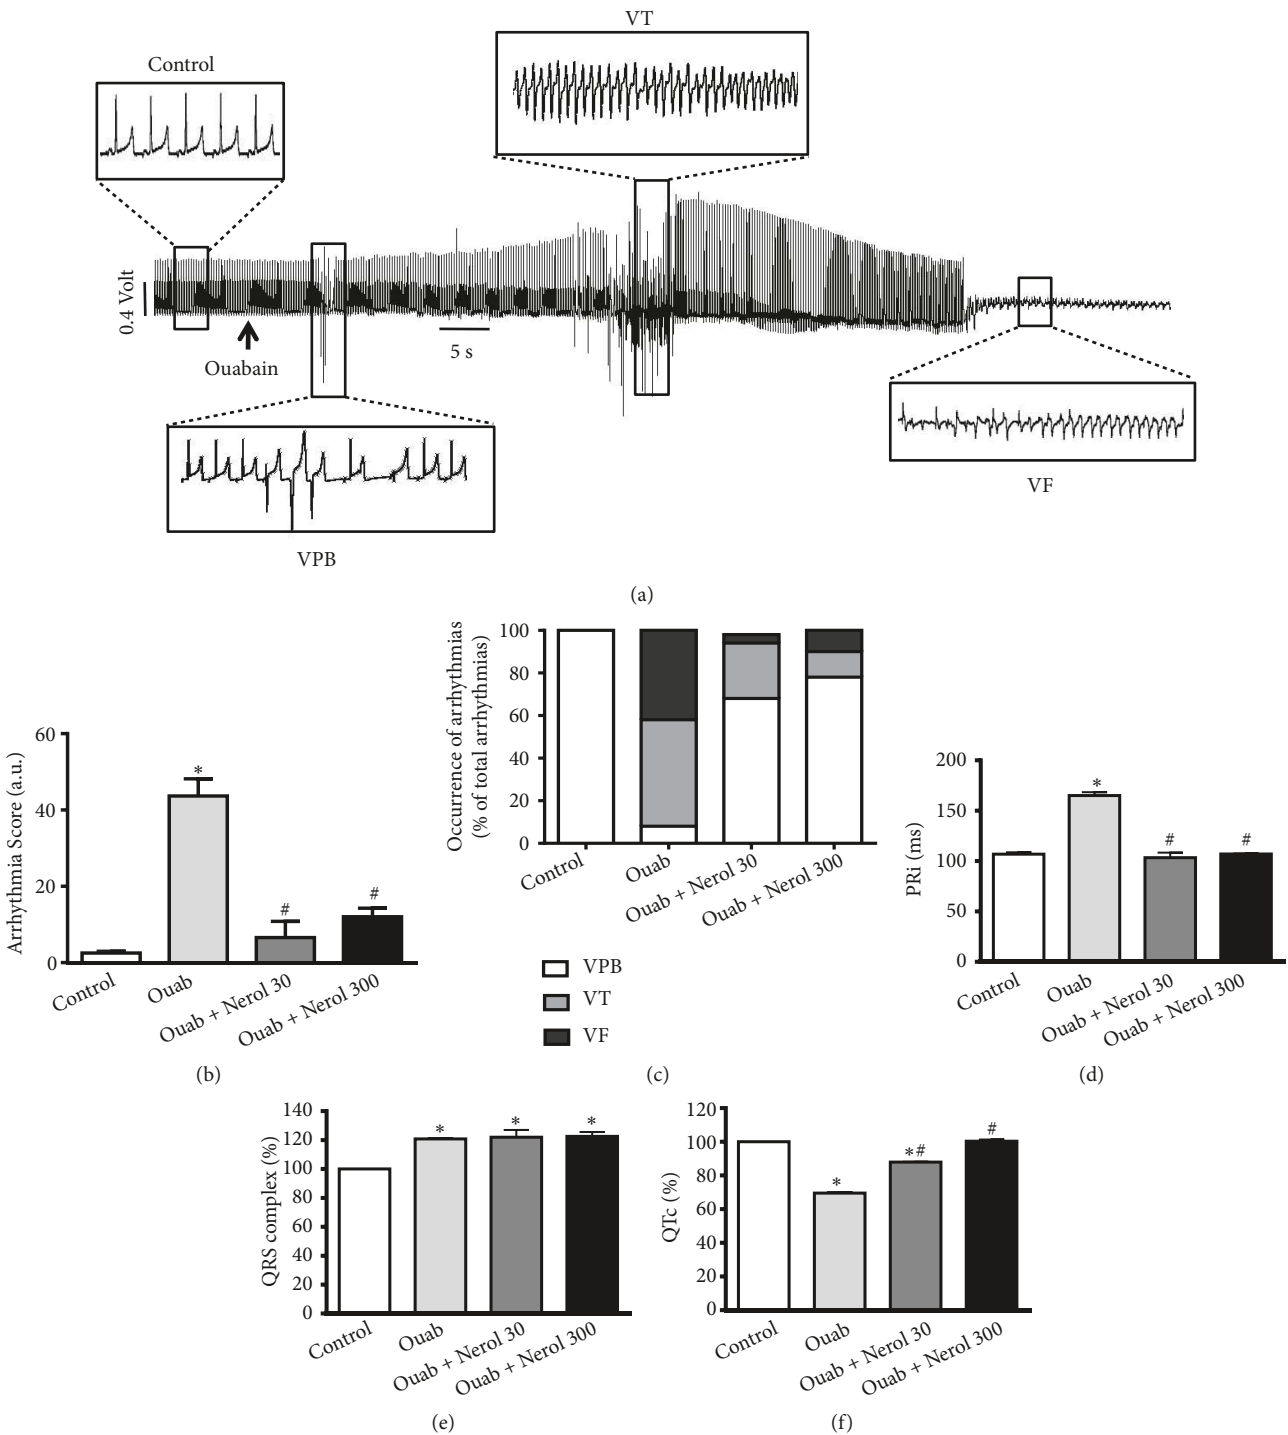 VT
Control
0.4 Volt
Ouabain
5 s
VPB
VF
(a)
Arrhythmia Score (a.u.)
60
40
20
0
*
#
#
Control
Ouab
Ouab + Nerol 30
Ouab + Nerol 300
(b)
Occurrence of arrhythmias
(% of total arrhythmias)
100
80
60
40
20
0
Control
Ouab
Ouab + Nerol 30
Ouab + Nerol 300
VPB
VT
VF
(c)
PRi (ms)
200
150
100
50
0
*
#
#
Control
Ouab
Ouab + Nerol 30
Ouab + Nerol 300
(d)
QRS complex (%)
140
120
100
80
60
40
20
0
*
*
*
Control
Ouab
Ouab + Nerol 30
Ouab + Nerol 300
(e)
QTc (%)
120
100
80
60
40
20
0
*
*#
#
Control
Ouab
Ouab + Nerol 30
Ouab + Nerol 300
(f)